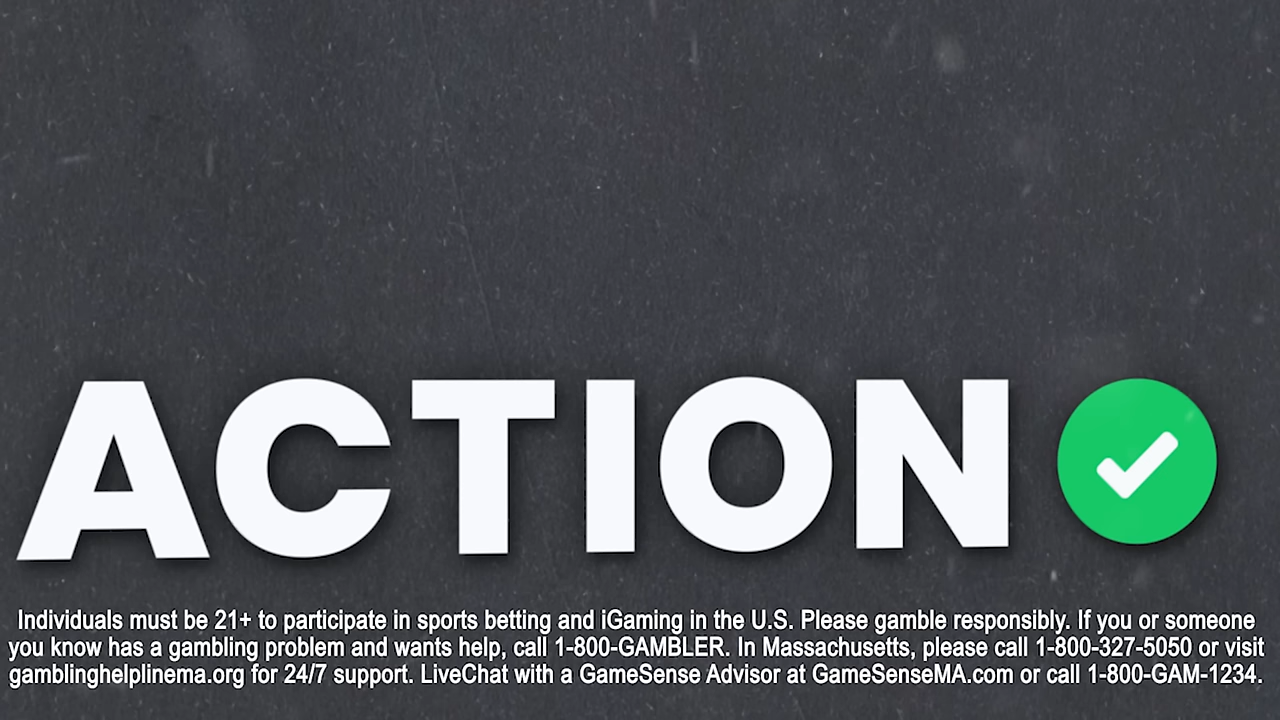 ACTION
Individuals must be 21+ to participate in sports betting and iGaming in the U.S. Please gamble responsibly. If you or someone
you know has a gambling problem and wants help, call 1-800-GAMBLER. In Massachusetts, please call 1-800-327-5050 or visit
gamblinghelplinema.org for 24/7 support. LiveChat with a GameSense Advisor at GameSenseMA.com or call 1-800-GAM-1234.